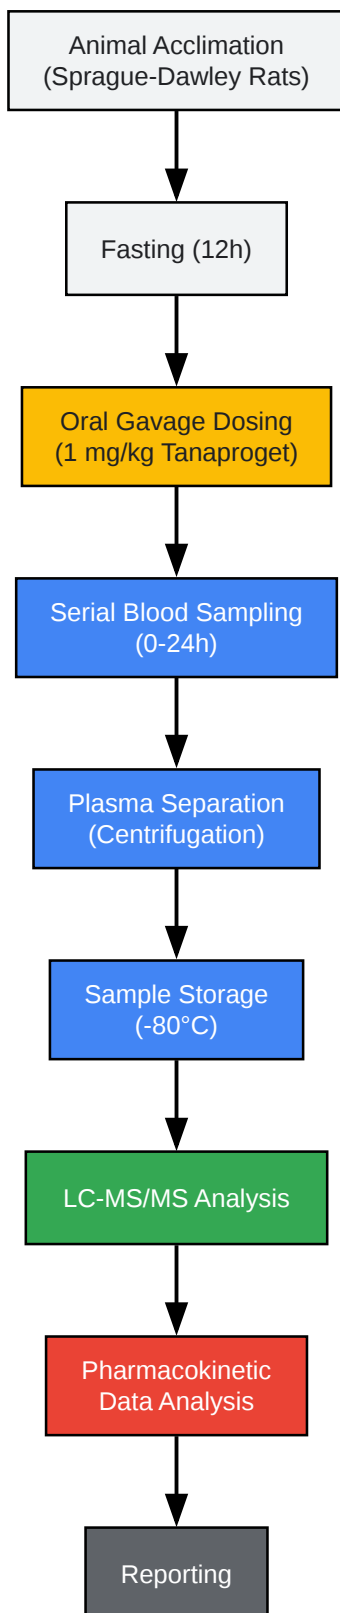 Animal Acclimation
(Sprague-Dawley Rats)
Fasting (12h)
Oral Gavage Dosing
(1 mg/kg Tanaproget)
Serial Blood Sampling
(0-24h)
Plasma Separation
(Centrifugation)
Sample Storage
(-80°C)
LC-MS/MS Analysis
Pharmacokinetic
Data Analysis
Reporting